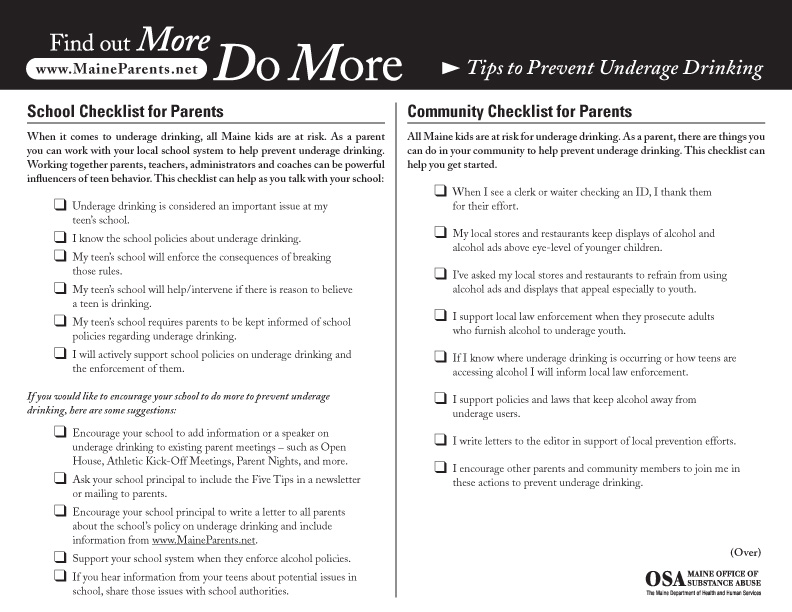 Find out More
www.MaineParents.net
Do More
► Tips to Prevent Underage Drinking
School Checklist for Parents
When it comes to underage drinking, all Maine kids are at risk. As a parent
you can work with your local school system to help prevent underage drinking.
Working together parents, teachers, administrators and coaches can be powerful
influencers of teen behavior. This checklist can help as you talk with your school:
❏ Underage drinking is considered an important issue at my
teen's school.
❏ I know the school policies about underage drinking.
❏ My teen's school will enforce the consequences of breaking
those rules.
❏ My teen's school will help/intervene if there is reason to believe
a teen is drinking.
❏ My teen's school requires parents to be kept informed of school
policies regarding underage drinking.
❏ I will actively support school policies on underage drinking and
the enforcement of them.
If you would like to encourage your school to do more to prevent underage
drinking, here are some suggestions:
❏ Encourage your school to add information or a speaker on
underage drinking to existing parent meetings – such as Open
House, Athletic Kick-Off Meetings, Parent Nights, and more.
❏ Ask your school principal to include the Five Tips in a newsletter
or mailing to parents.
❏ Encourage your school principal to write a letter to all parents
about the school's policy on underage drinking and include
information from www.MaineParents.net.
❏ Support your school system when they enforce alcohol policies.
❏ If you hear information from your teens about potential issues in
school, share those issues with school authorities.
Community Checklist for Parents
All Maine kids are at risk for underage drinking. As a parent, there are things you
can do in your community to help prevent underage drinking. This checklist can
help you get started.
❏ When I see a clerk or waiter checking an ID, I thank them
for their effort.
❏ My local stores and restaurants keep displays of alcohol and
alcohol ads above eye-level of younger children.
❏ I've asked my local stores and restaurants to refrain from using
alcohol ads and displays that appeal especially to youth.
❏ I support local law enforcement when they prosecute adults
who furnish alcohol to underage youth.
❏ If I know where underage drinking is occurring or how teens are
accessing alcohol I will inform local law enforcement.
❏ I support policies and laws that keep alcohol away from
underage users.
❏ I write letters to the editor in support of local prevention efforts.
❏ I encourage other parents and community members to join me in
these actions to prevent underage drinking.
(Over)
OSA MAINE OFFICE OF
SUBSTANCE ABUSE
The Maine Department of Health and Human Services